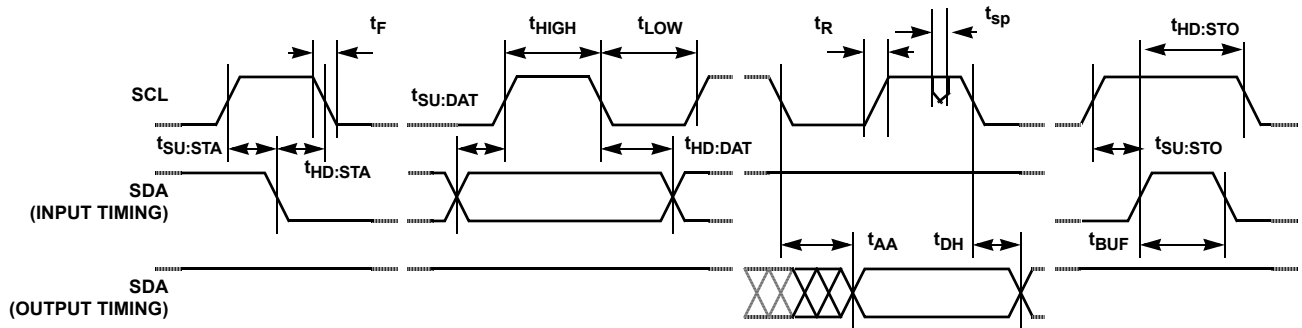 tF
tHIGH
tLOW
tR
tsp
tHD:STO
SCL
tSU:DAT
tSU:STA
tHD:STA
tHD:DAT
tSU:STO
SDA
(INPUT TIMING)
tAA
tDH
tBUF
SDA
(OUTPUT TIMING)